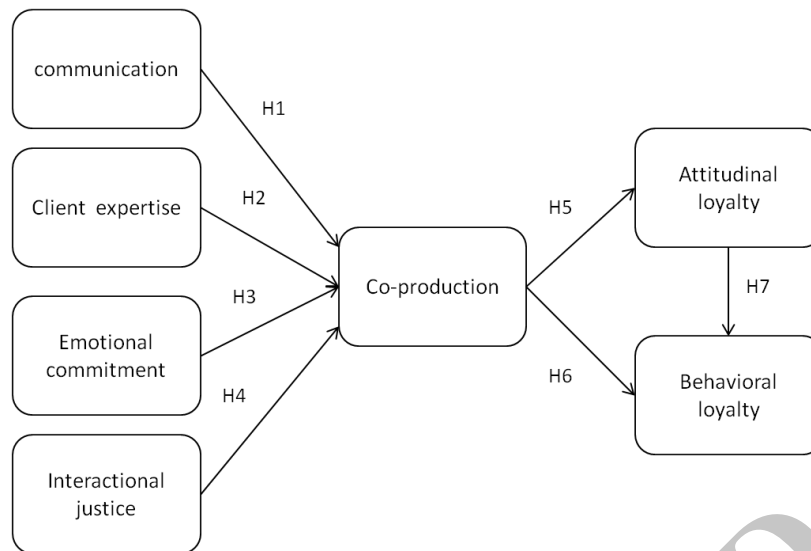 communication
H1
Client expertise
H2
H3
Emotional
commitment
H4
Interactional
justice
Co-production
H5
H6
Attitudinal
loyalty
H7
Behavioral
loyalty